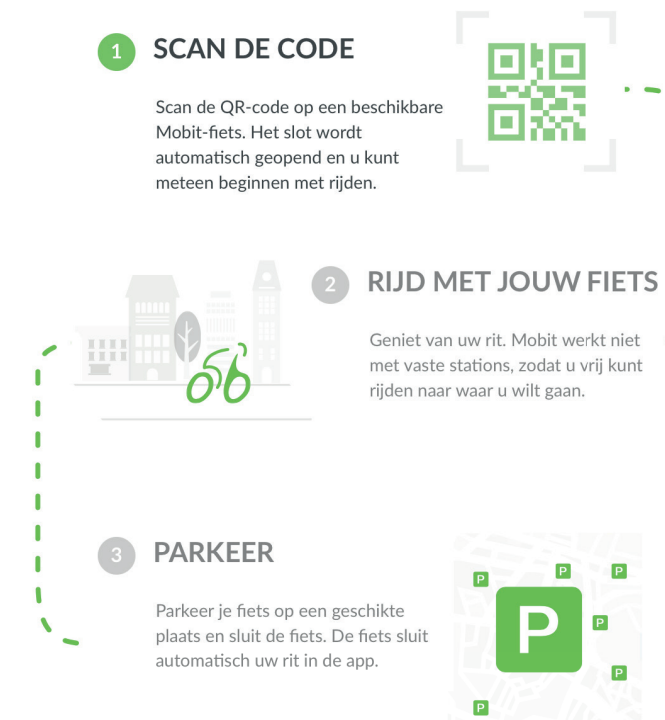 1 SCAN DE CODE
Scan de QR-code op een beschikbare
Mobit-fiets. Het slot wordt
automatisch geopend en u kunt
meteen beginnen met rijden.
2 RIJD MET JOUW FIETS
Geniet van uw rit. Mobit werkt niet
met vaste stations, zodat u vrij kunt
rijden naar waar u wilt gaan.
3 PARKEER
Parkeer je fiets op een geschikte
plaats en sluit de fiets. De fiets sluit
automatisch uw rit in de app.
P
P
P
P
P
P
P